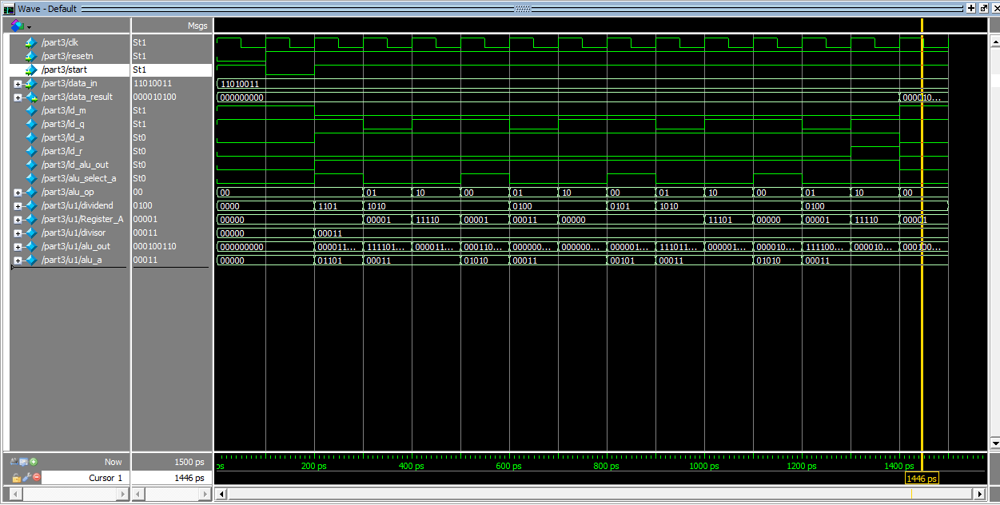 Wave - Default
Msgs
/part3/clk St1
/part3/resetn St1
/part3/start St1
/part3/data_in 11010011 11010011
/part3/data_result 000010100 000000000 000010...
/part3/ld_m St1
/part3/ld_q St1
/part3/ld_a St0
/part3/ld_r St0
/part3/ld_alu_out St0
/part3/alu_select_a St0
/part3/alu_op 00 00 01 10 00 01 10 00 01 10 00 01 10 00
/part3/u1/dividend 0100 0000 1101 1010 0100 0101 1010 0100
/part3/u1/Register_A 00001 00000 00001 11110 00001 00011 00000 11101 00000 00001 11110 00001
/part3/u1/divisor 00011 00000 00011
/part3/u1/alu_out 000100110 000000000 000011... 111101... 000011... 000110... 000000... 000000... 000001... 111011... 000001... 000010... 111100... 000010... 000100...
/part3/u1/alu_a 00011 00000 01101 00011 01010 00011 00101 00011 01010 00011
Now 1500 ps ps 200 ps 400 ps 600 ps 800 ps 1000 ps 1200 ps 1400 ps
Cursor 1 1446 ps 1446 ps